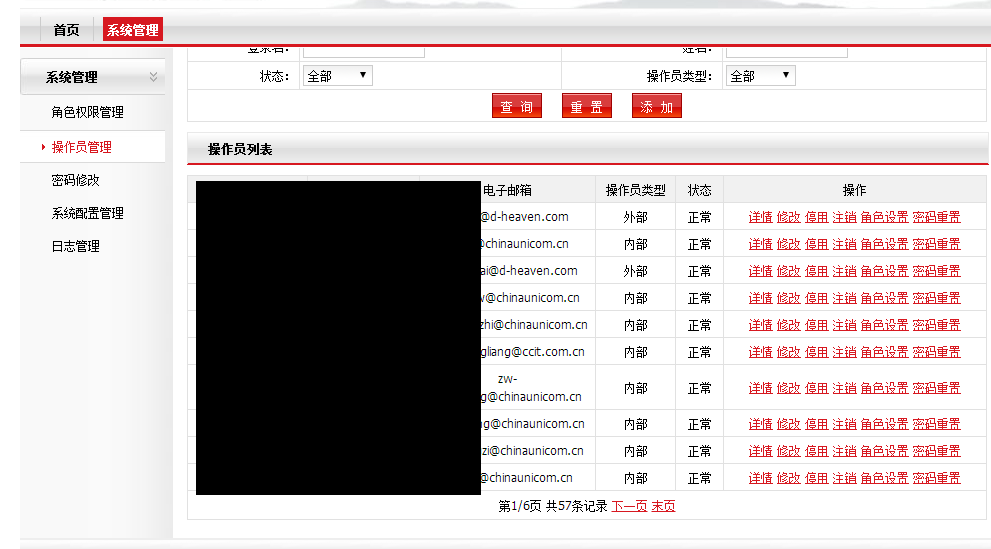 首页 系统管理
登录名： 姓名：
系统管理
状态： 全部 操作员类型： 全部
查 询 重 置 添 加
角色权限管理
操作员管理
密码修改
系统配置管理
日志管理
操作员列表
电子邮箱 操作员类型 状态 操作
@d-heaven.com 外部 正常 详情 修改 停用 注销 角色设置 密码重置
@chinaunicom.cn 内部 正常 详情 修改 停用 注销 角色设置 密码重置
ai@d-heaven.com 外部 正常 详情 修改 停用 注销 角色设置 密码重置
@chinaunicom.cn 内部 正常 详情 修改 停用 注销 角色设置 密码重置
zhi@chinaunicom.cn 内部 正常 详情 修改 停用 注销 角色设置 密码重置
gliang@ccit.com.cn 内部 正常 详情 修改 停用 注销 角色设置 密码重置
zw-
g@chinaunicom.cn 内部 正常 详情 修改 停用 注销 角色设置 密码重置
ng@chinaunicom.cn 内部 正常 详情 修改 停用 注销 角色设置 密码重置
zi@chinaunicom.cn 内部 正常 详情 修改 停用 注销 角色设置 密码重置
@chinaunicom.cn 内部 正常 详情 修改 停用 注销 角色设置 密码重置
第1/6页 共57条记录 下一页 末页